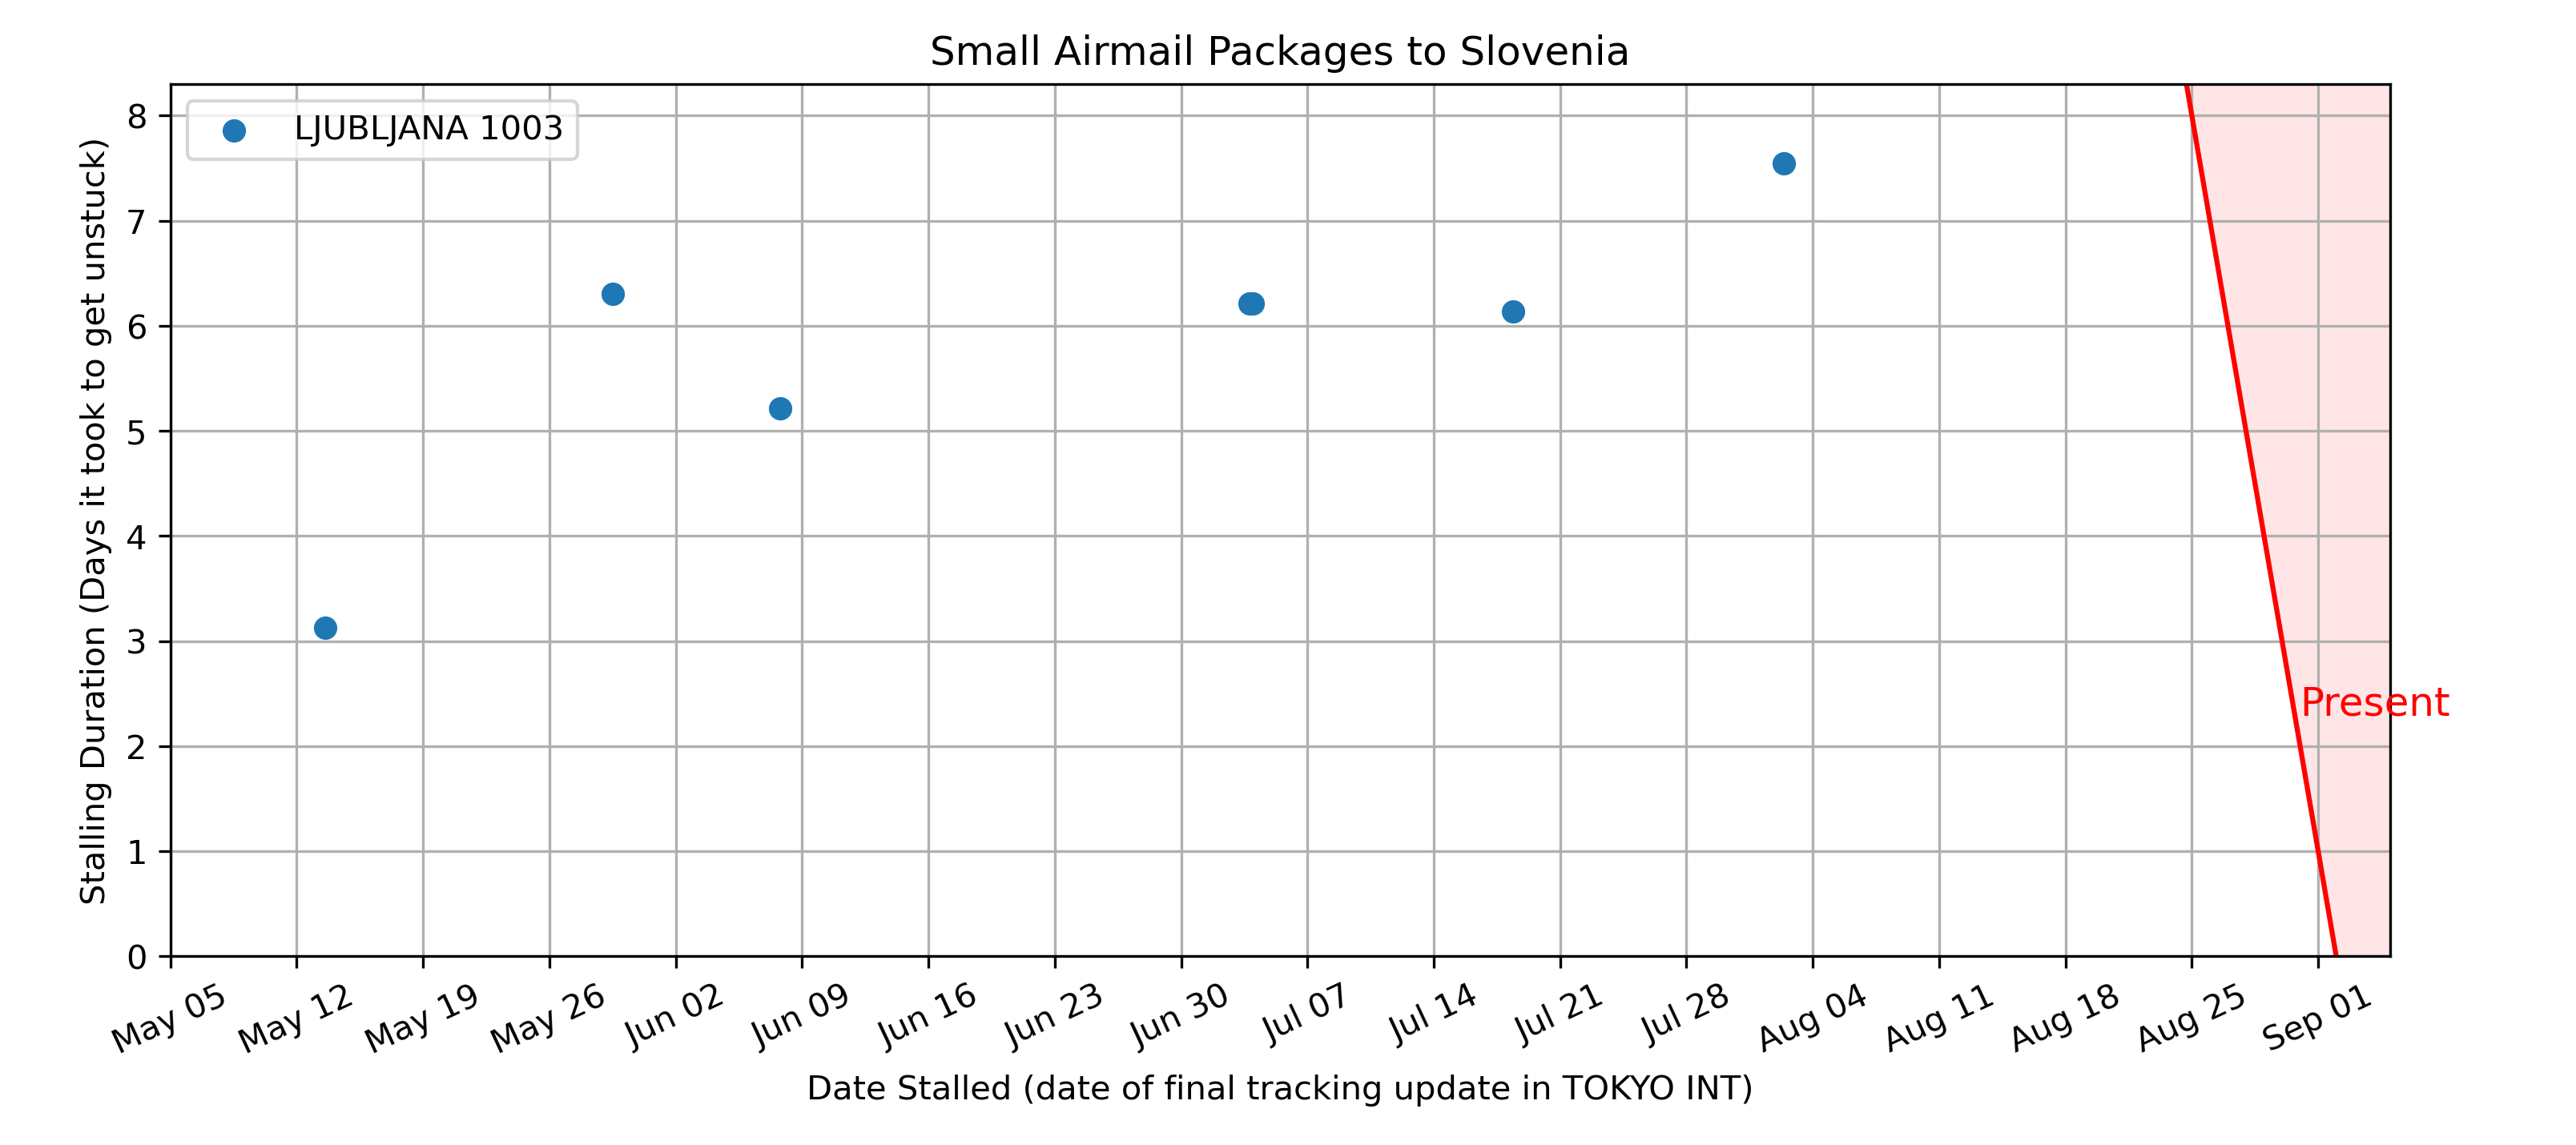 Small Airmail Packages to Slovenia
LJUBLJANA 1003
Stalling Duration (Days it took to get unstuck)
8
7
6
5
4
3
2
1
0
Present
May 05 May 12 May 19 May 26 Jun 02 Jun 09 Jun 16 Jun 23 Jun 30 Jul 07 Jul 14 Jul 21 Jul 28 Aug 04 Aug 11 Aug 18 Aug 25 Sep 01
Date Stalled (date of final tracking update in TOKYO INT)